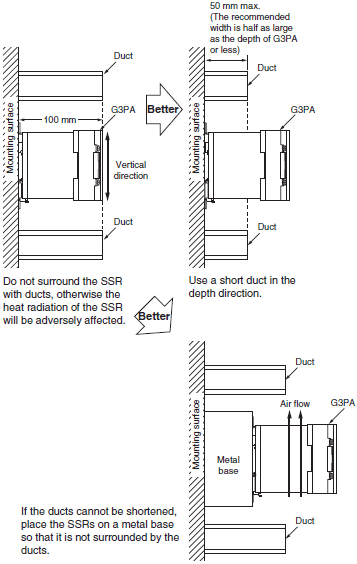 50 mm max.
(The recommended
width is half as large
as the depth of G3PA
or less)
Duct
G3PA
Mounting surface
100 mm
Vertical
direction
Duct
Do not surround the SSR
with ducts, otherwise the
heat radiation of the SSR
will be adversely affected.
Better
Duct
G3PA
Mounting surface
Duct
Use a short duct in the
depth direction.
Better
Duct
Air flow
G3PA
Mounting surface
Metal
base
Duct
If the ducts cannot be shortened,
place the SSRs on a metal base
so that it is not surrounded by the
ducts.